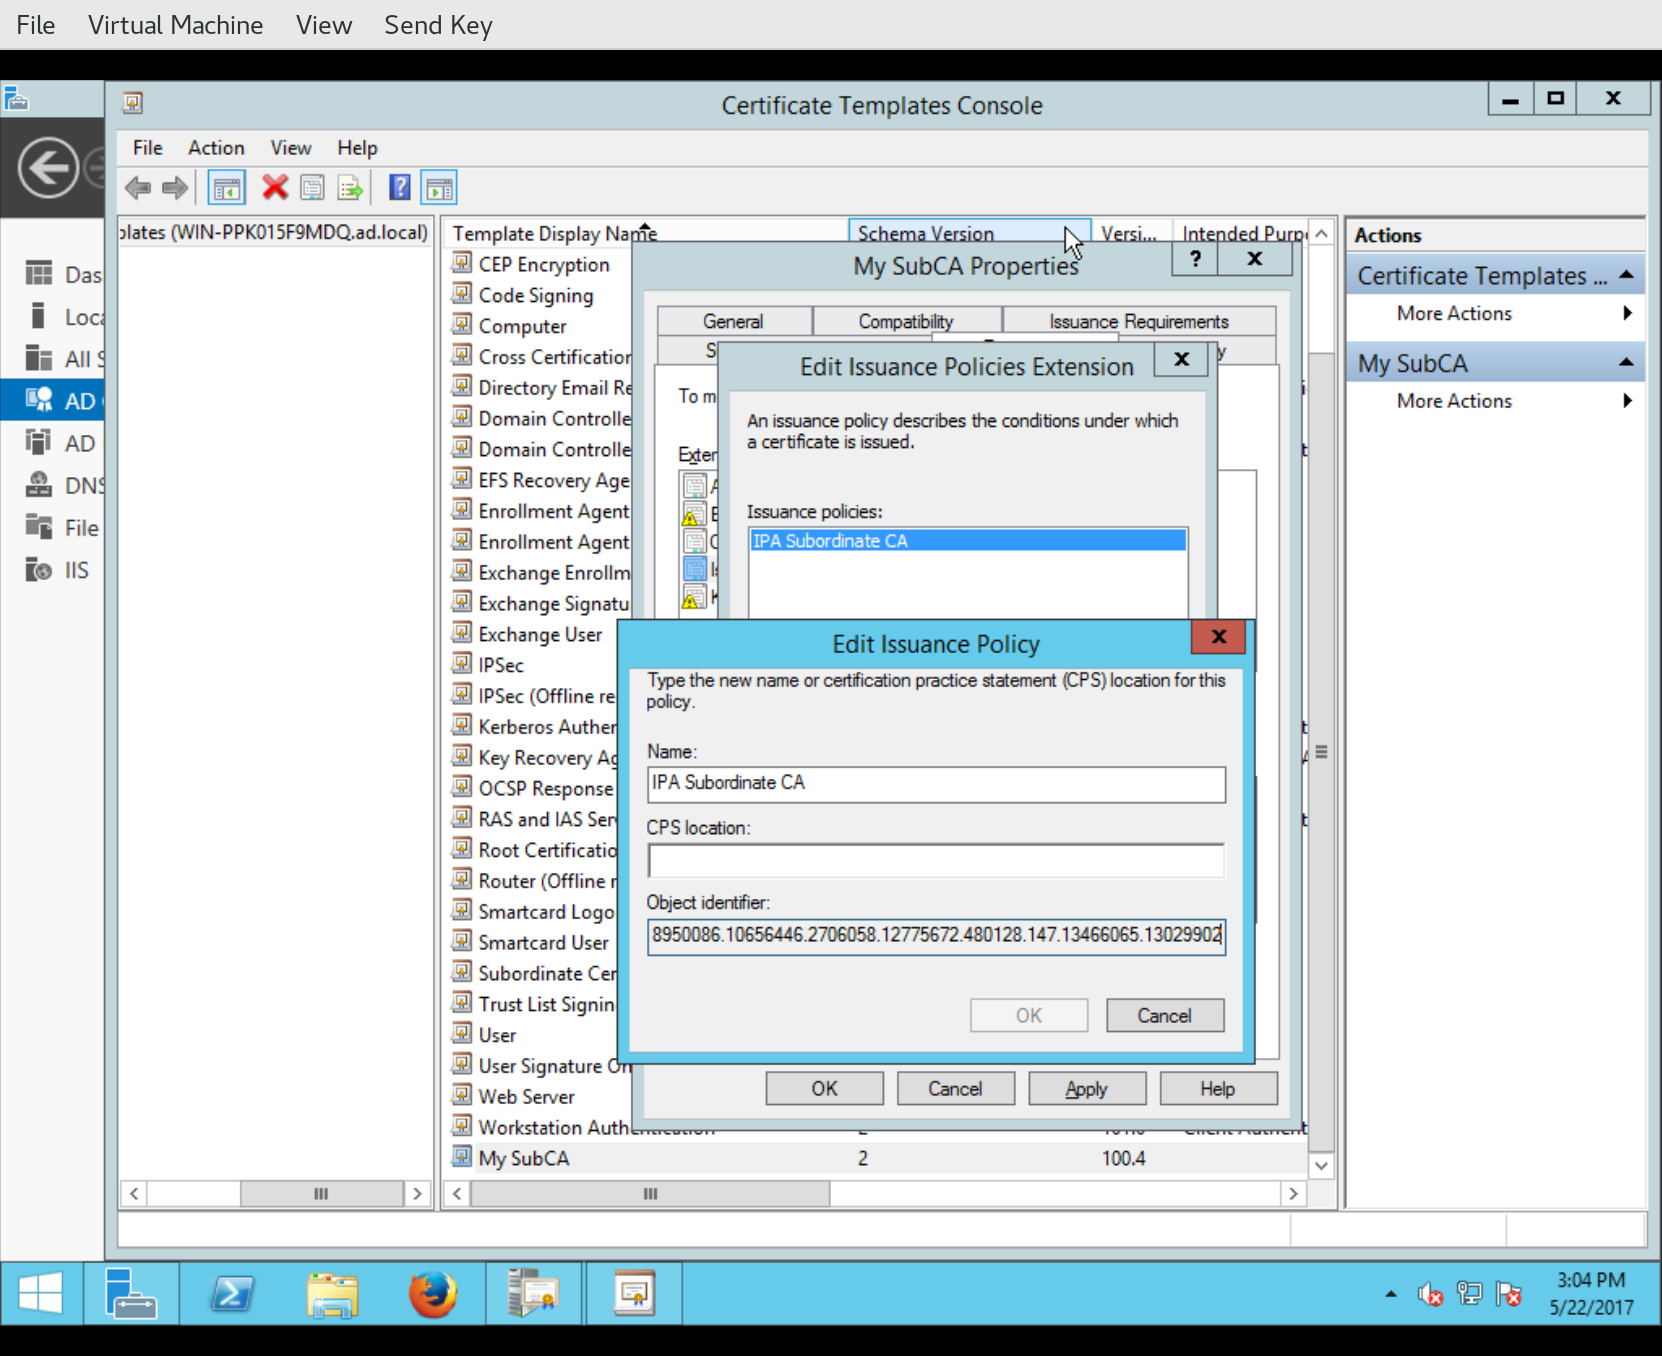 File Virtual Machine View Send Key
Certificate Templates Console
File Action View Help
plates (WIN-PPK015F9MDQ.ad.local)
Template Display Name Schema Version Versi... Intended Purp
CEP Encryption
Code Signing
Computer
Cross Certification
Directory Email Re
Domain Controlle
Domain Controlle
EFS Recovery Age
Enrollment Agent
Enrollment Agent
Exchange Enrollm
Exchange Signatu
Exchange User
IPSec
IPSec (Offline re
Kerberos Authen
Key Recovery Ag
OCSP Response
RAS and IAS Serv
Root Certificatio
Router (Offline r
Smartcard Logo
Smartcard User
Subordinate Cer
Trust List Signin
User
User Signature On
Web Server
Workstation Authentication
My SubCA 2 100.4
Das
Loca
All S
AD
AD
DNS
File
IIS
Actions
Certificate Templates ...
More Actions
My SubCA
More Actions
My SubCA Properties
General Compatibility Issuance Requirements
To m
Exter
Edit Issuance Policies Extension
An issuance policy describes the conditions under which
a certificate is issued.
Issuance policies:
IPA Subordinate CA
Edit Issuance Policy
Type the new name or certification practice statement (CPS) location for this
policy.
Name:
IPA Subordinate CA
CPS location:
Object identifier:
8950086.10656446.2706058.12775672.480128.147.13466065.13029902
OK Cancel
OK Cancel Apply Help
3:04 PM
5/22/2017